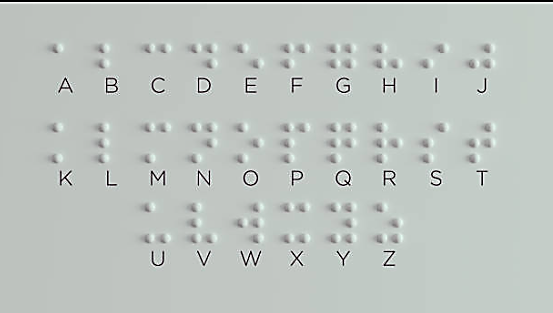 A B C D E F G H I J
K L M N O P Q R S T
U V W X Y Z